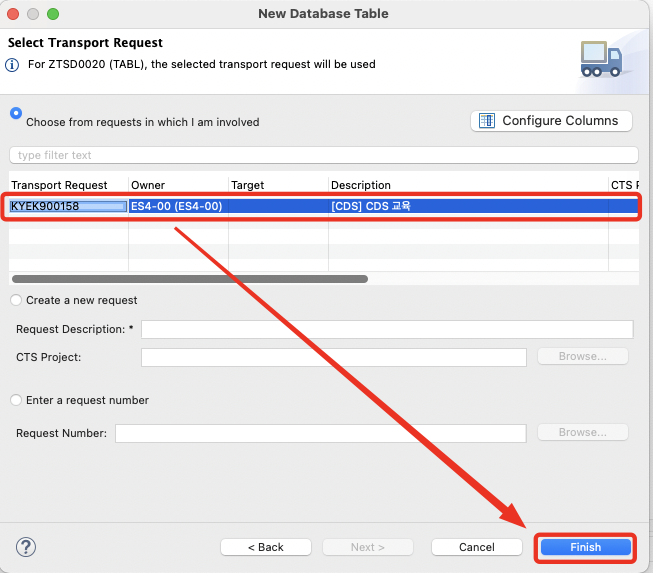 New Database Table
Select Transport Request
For ZTSD0020 (TABL), the selected transport request will be used
Choose from requests in which I am involved
Configure Columns
type filter text
Transport Request Owner Target Description CTS P
KYEK900158 ES4-00 (ES4-00) [CDS] CDS 교육
Create a new request
Request Description: *
CTS Project:
Browse...
Enter a request number
Request Number:
Browse...
?
< Back
Next >
Cancel
Finish